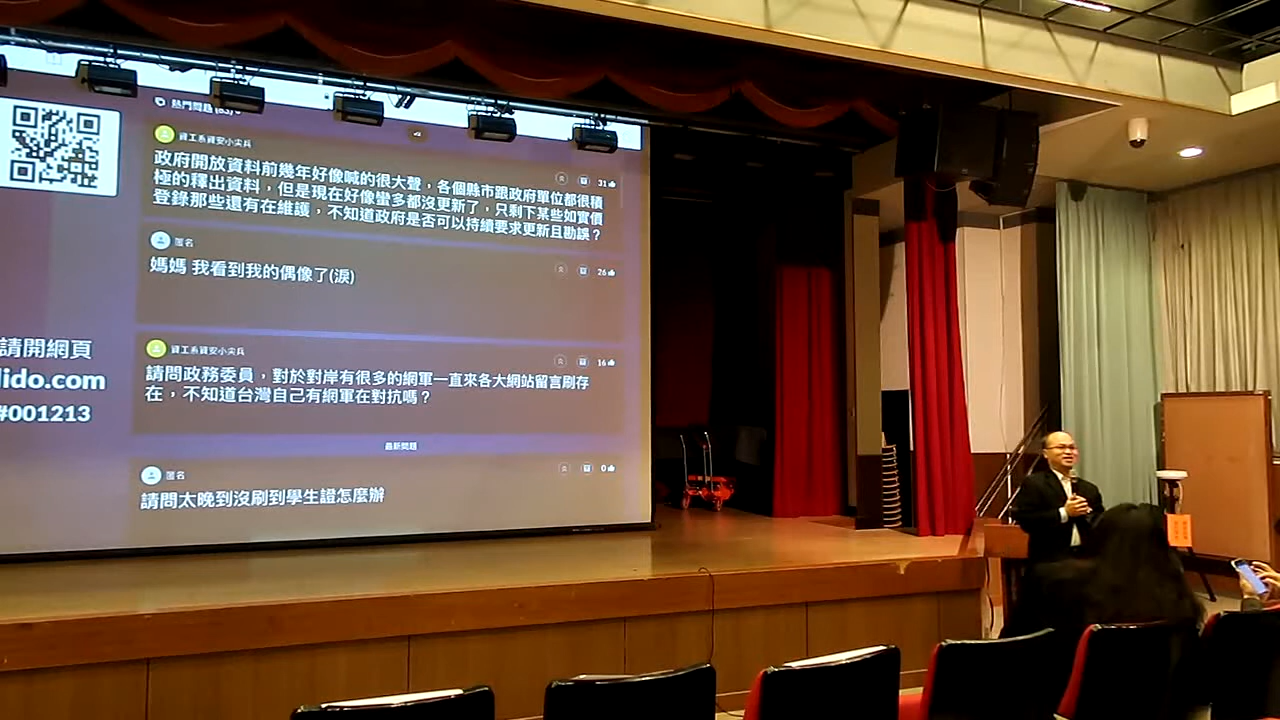 熱門問題 (83)
資工系資安小尖兵
31
政府開放資料前幾年好像喊的很大聲，各個縣市跟政府單位都很積
極的釋出資料，但是現在好像蠻多都沒更新了，只剩下某些如實價
登錄那些還有在維護，不知道政府是否可以持續要求更新且勘誤？
匿名
26
媽媽 我看到我的偶像了(淚)
資工系資安小尖兵
16
請問政務委員，對於對岸有很多的網軍一直來各大網站留言刷存
在，不知道台灣自己有網軍在對抗嗎？
最新問題
匿名
0
請問太晚到沒刷到學生證怎麼辦
請開網頁
lido.com
#001213